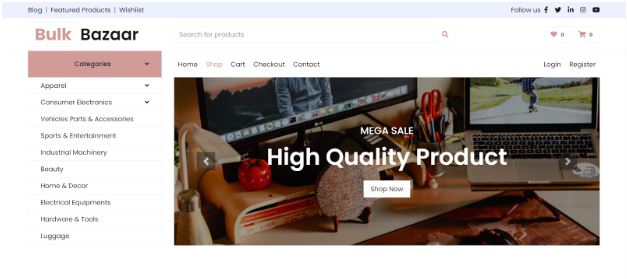 Blog | Featured Products | Wishlist
Follow us
Bulk Bazaar
Search for products
0
0
Categories
Home Shop Cart Checkout Contact
Login Register
Apparel
Consumer Electronics
Vehicles Parts & Accessories
Sports & Entertainment
Industrial Machinery
Beauty
Home & Decor
Electrical Equipments
Hardware & Tools
Luggage
MEGA SALE
High Quality Product
Shop Now